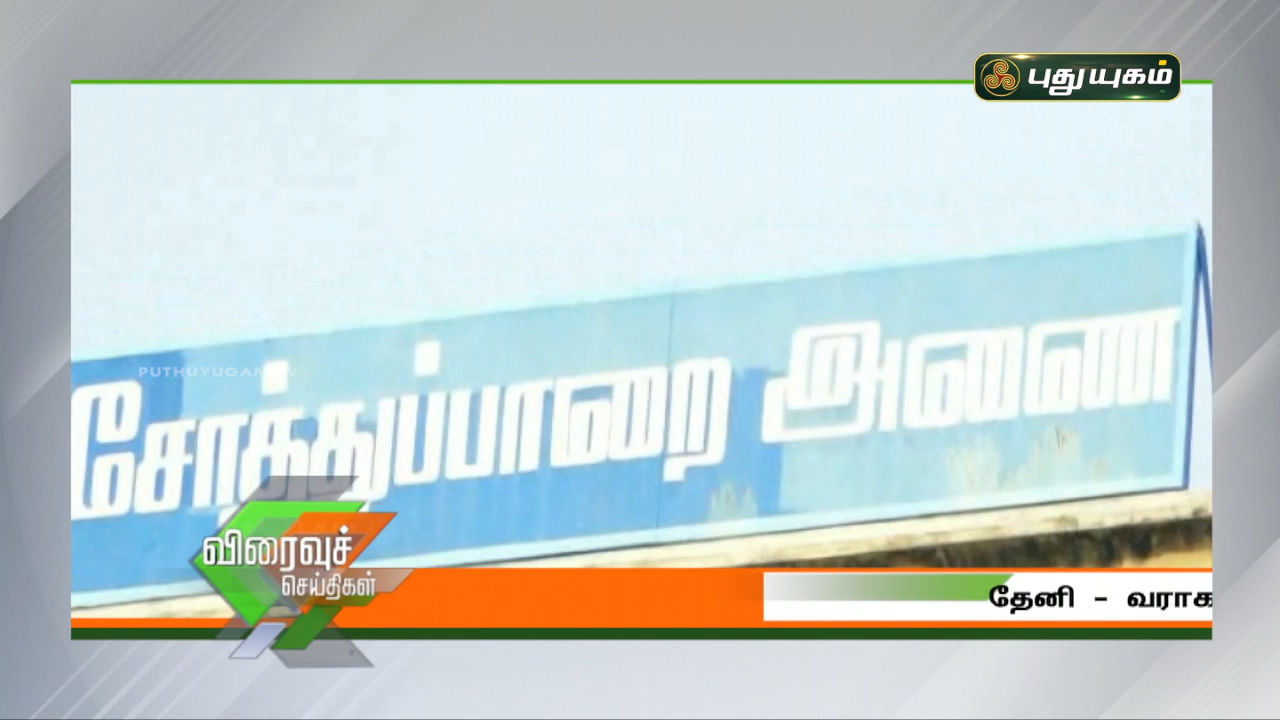 புதுயுகம்
PUTHUYUGAM TV
சோத்துப்பாறை அணை
விரைவுச்
செய்திகள்
தேனி - வராக